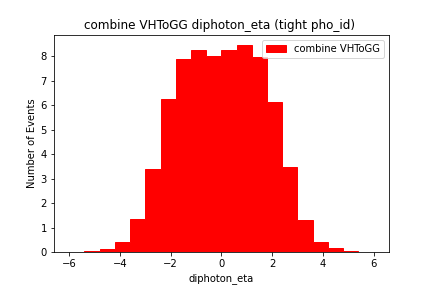 combine VHToGG diphoton_eta (tight pho_id)
combine VHToGG
Number of Events
8
7
6
5
4
3
2
1
0
−6 −4 −2 0 2 4 6
diphoton_eta